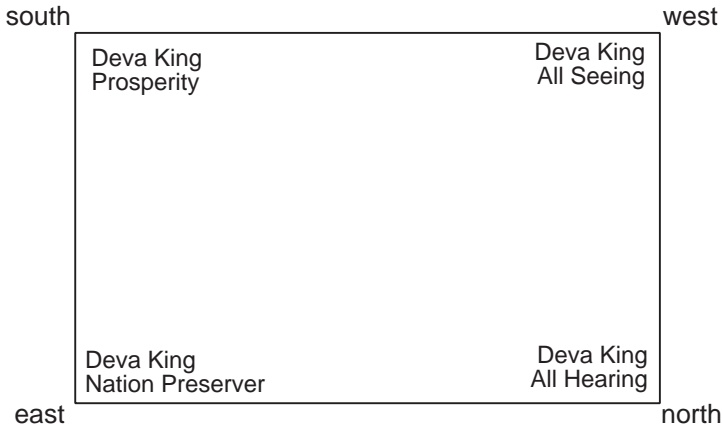 south
west
Deva King
Prosperity
Deva King
All Seeing
Deva King
Nation Preserver
Deva King
All Hearing
east
north